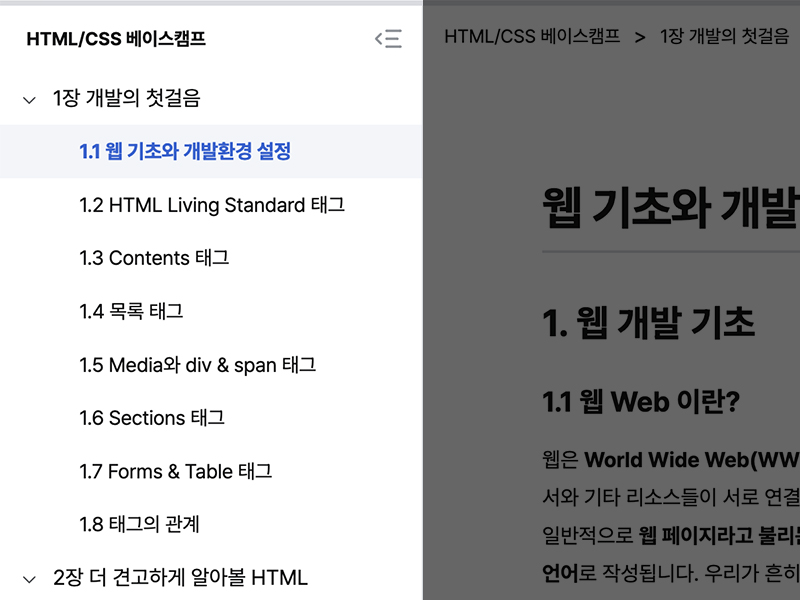 HTML/CSS 베이스캠프
1장 개발의 첫걸음
1.1 웹 기초와 개발환경 설정
1.2 HTML Living Standard 태그
1.3 Contents 태그
1.4 목록 태그
1.5 Media와 div & span 태그
1.6 Sections 태그
1.7 Forms & Table 태그
1.8 태그의 관계
2장 더 견고하게 알아볼 HTML
HTML/CSS 베이스캠프 > 1장 개발의 첫걸음
웹 기초와 개발
1. 웹 개발 기초
1.1 웹 Web 이란?
웹은 World Wide Web(WW
서와 기타 리소스들이 서로 연결
일반적으로 웹 페이지라고 불리는
언어로 작성됩니다. 우리가 흔히